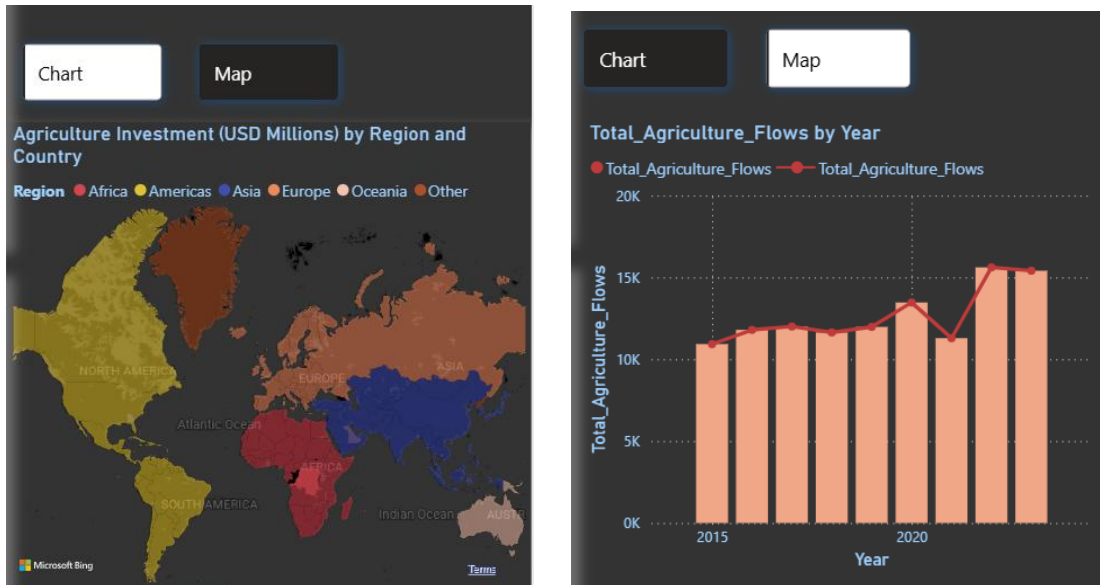 Chart
Map
Agriculture Investment (USD Millions) by Region and
Country
Region Africa Americas Asia Europe Oceania Other
NORTH AMERICA
ASIA
EUROPE
Atlantic Ocean
AFRICA
SOUTH AMERICA
Indian Ocean
AUSTR
Microsoft Bing
Terms
Chart
Map
Total_Agriculture_Flows by Year
Total_Agriculture_Flows Total_Agriculture_Flows
20K
15K
10K
5K
0K
Total_Agriculture_Flows
2015
2020
Year